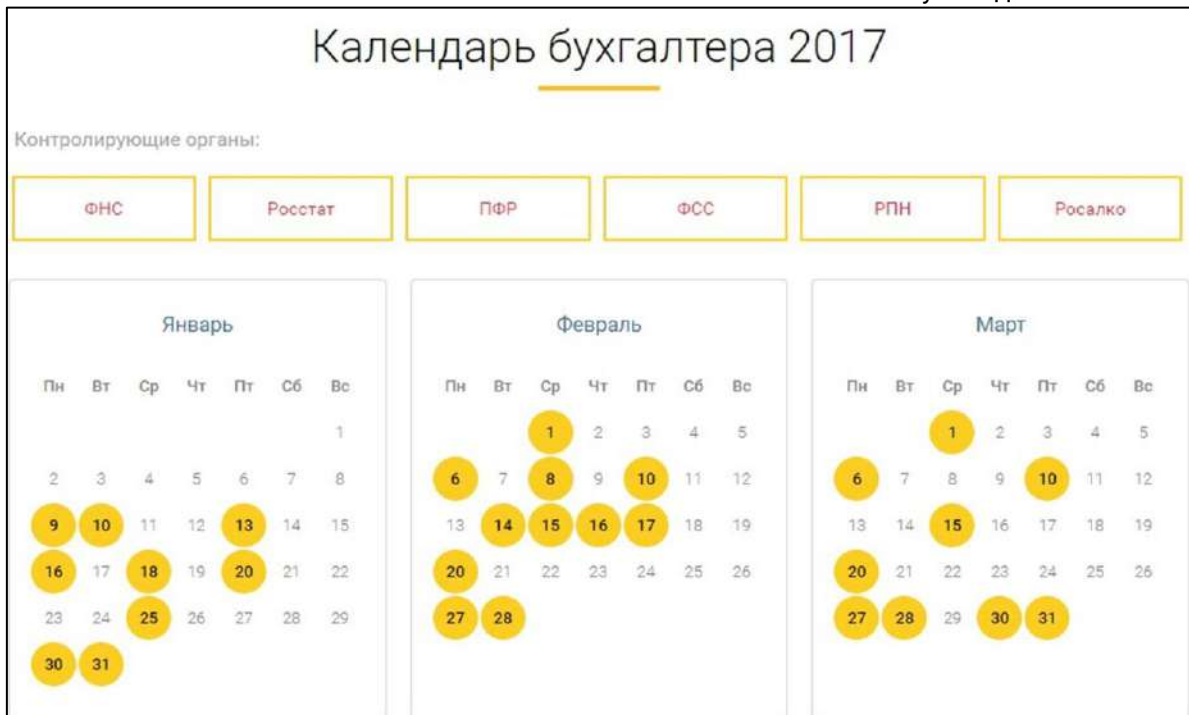 Календарь бухгалтера 2017
Контролирующие органы:
ФНС Росстат ПФР ФСС РПН Росалко
Январь Февраль Март
Пн Вт Ср Чт Пт Сб Вс Пн Вт Ср Чт Пт Сб Вс Пн Вт Ср Чт Пт Сб Вс
1 1 2 3 4 5 1 2 3 4 5
2 3 4 5 6 7 8 6 7 8 9 10 11 12 6 7 8 9 10 11 12
9 10 11 12 13 14 15 13 14 15 16 17 18 19 13 14 15 16 17 18 19
16 17 18 19 20 21 22 20 21 22 23 24 25 26 20 21 22 23 24 25 26
23 24 25 26 27 28 29 27 28 27 28 29 30 31
30 31